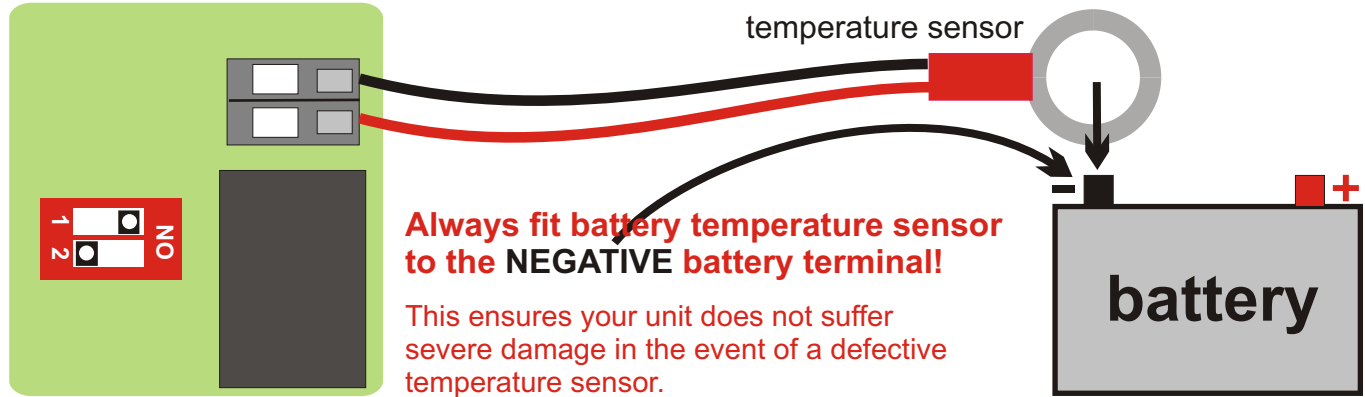 temperature sensor
1
2
ON
- +
Always fit battery temperature sensor
to the NEGATIVE battery terminal!
This ensures your unit does not suffer
severe damage in the event of a defective
temperature sensor.
battery